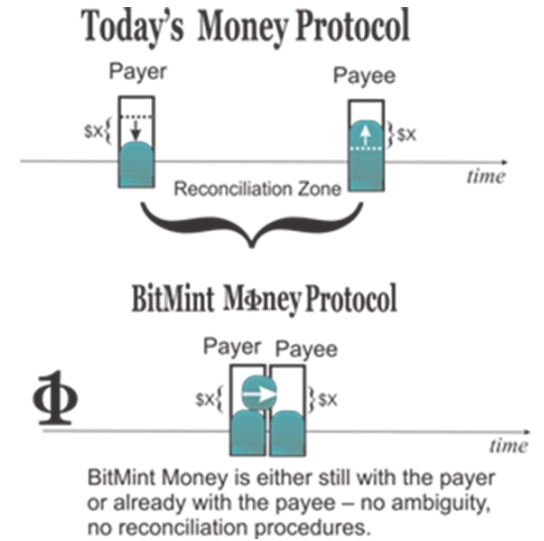 Today's Money Protocol
Payer
Payee
$X{
}$X
time
Reconciliation Zone
BitMint MΦney Protocol
Payer Payee
$X{
}$X
Φ
time
BitMint Money is either still with the payer
or already with the payee – no ambiguity,
no reconciliation procedures.